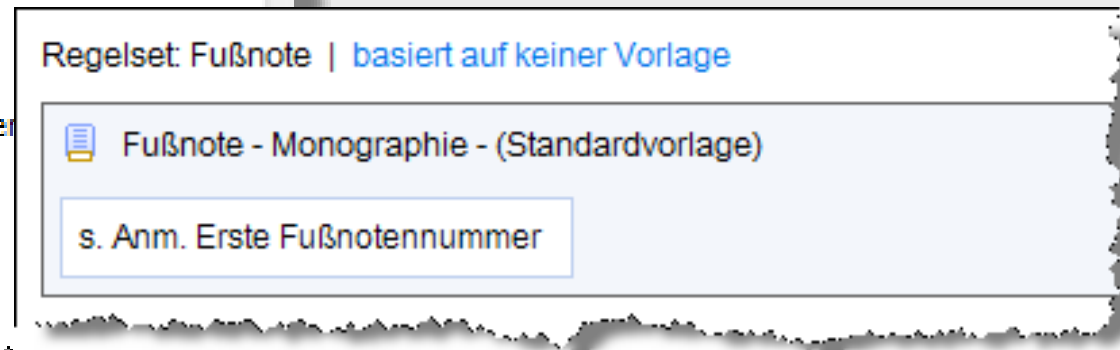 Regelset: Fußnote | basiert auf keiner Vorlage
Fußnote - Monographie - (Standardvorlage)
s. Anm. Erste Fußnotennummer